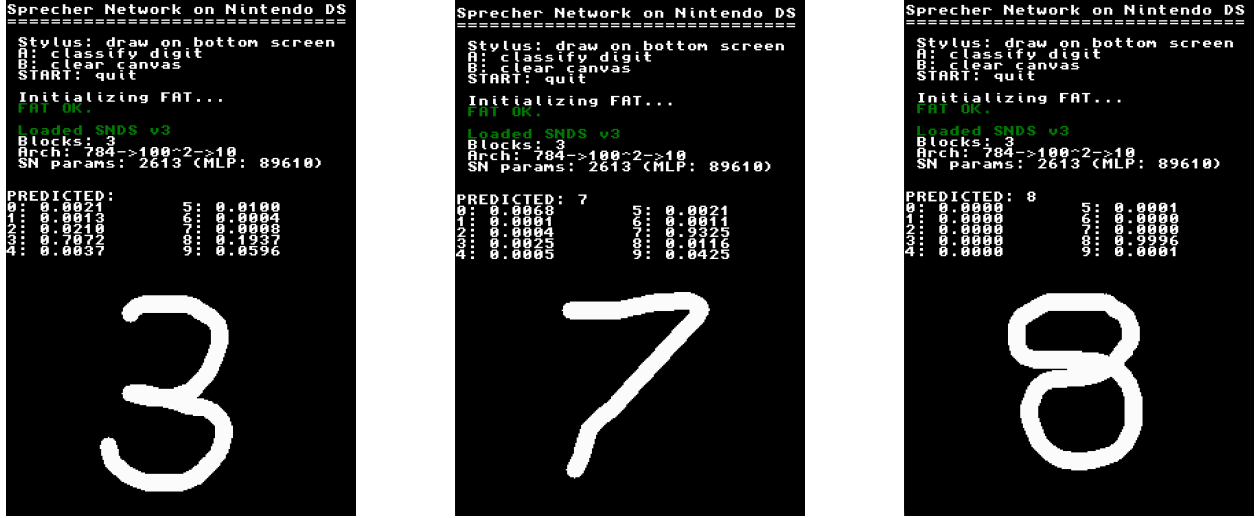 Sprecher Network on Nintendo DS
================================
Stylus: draw on bottom screen
A: classify digit
B: clear canvas
START: quit
Initializing FAT...
FAT OK.
Loaded SNDS v3
Blocks: 3
Arch: 784->100^2->10
SN params: 2613 (MLP: 89610)
PREDICTED:
0: 0.0021 5: 0.0100
1: 0.0013 6: 0.0004
2: 0.0210 7: 0.0008
3: 0.7072 8: 0.1937
4: 0.0037 9: 0.0596
3
Sprecher Network on Nintendo DS
================================
Stylus: draw on bottom screen
A: classify digit
B: clear canvas
START: quit
Initializing FAT...
FAT OK.
Loaded SNDS v3
Blocks: 3
Arch: 784->100^2->10
SN params: 2613 (MLP: 89610)
PREDICTED: 7
0: 0.0068 5: 0.0021
1: 0.0001 6: 0.0011
2: 0.0004 7: 0.9325
3: 0.0025 8: 0.0116
4: 0.0005 9: 0.0425
7
Sprecher Network on Nintendo DS
================================
Stylus: draw on bottom screen
A: classify digit
B: clear canvas
START: quit
Initializing FAT...
FAT OK.
Loaded SNDS v3
Blocks: 3
Arch: 784->100^2->10
SN params: 2613 (MLP: 89610)
PREDICTED: 8
0: 0.0000 5: 0.0001
1: 0.0000 6: 0.0000
2: 0.0000 7: 0.0000
3: 0.0000 8: 0.9996
4: 0.0000 9: 0.0001
8